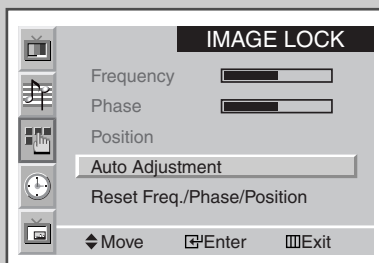 IMAGE LOCK
Frequency
Phase
Position
Auto Adjustment
Reset Freq./Phase/Position
Move Enter Exit